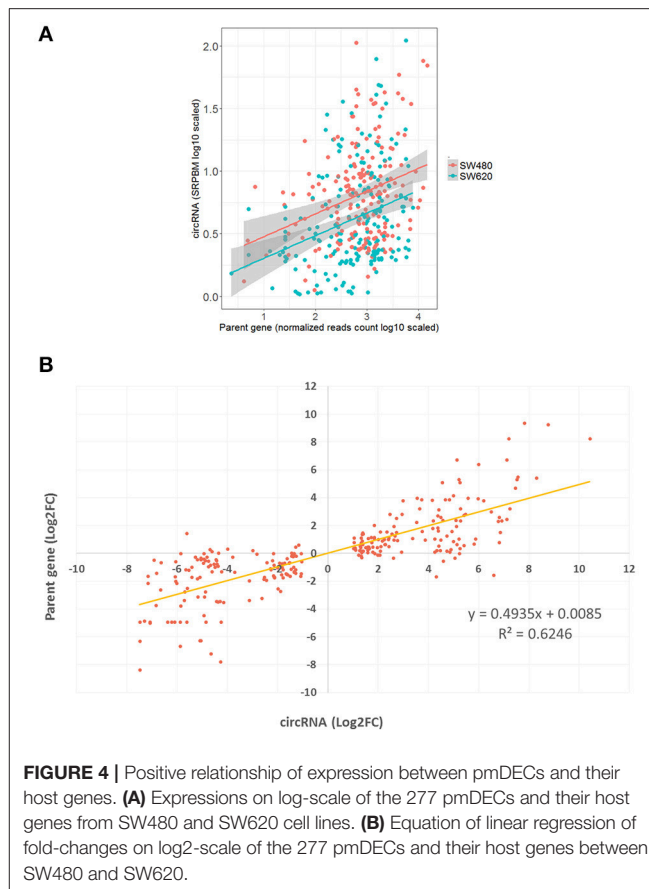 A
circRNA (SRPBM log10 scaled)
2.0
1.5
1.0
0.5
0.0
1 2 3 4
Parent gene (normalized reads count log10 scaled)
SW480
SW620
B
Parent gene (Log2FC)
12
10
8
6
4
2
0
-2
-4
-6
-8
-10
-10 -8 -6 -4 -2 0 2 4 6 8 10 12
y = 0.4935x + 0.0085
R² = 0.6246
circRNA (Log2FC)
FIGURE 4 | Positive relationship of expression between pmDECs and their
host genes. (A) Expressions on log-scale of the 277 pmDECs and their host
genes from SW480 and SW620 cell lines. (B) Equation of linear regression of
fold-changes on log2-scale of the 277 pmDECs and their host genes between
SW480 and SW620.